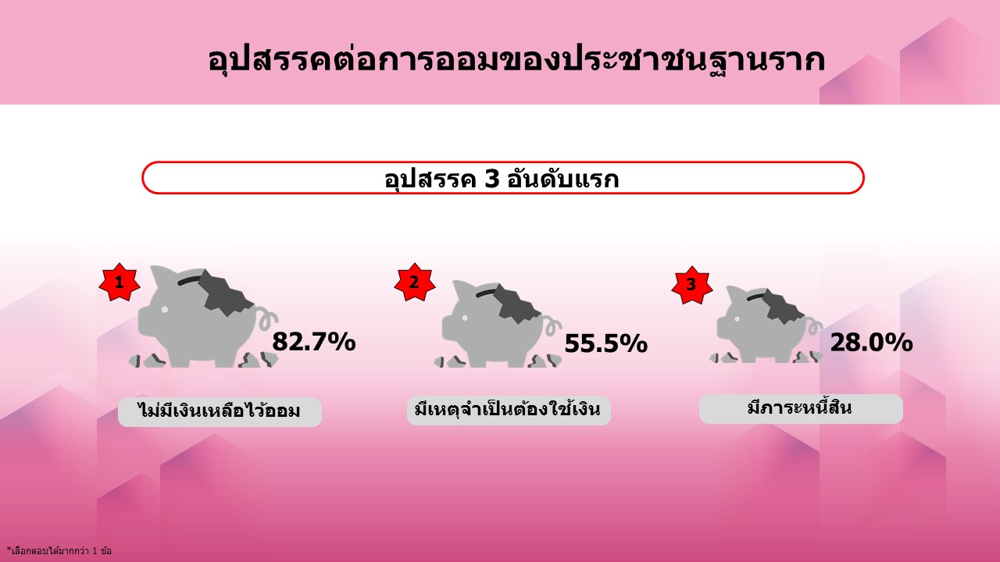 อุปสรรคต่อการออมของประชาชนฐานราก
อุปสรรค 3 อันดับแรก
1
82.7%
ไม่มีเงินเหลือไว้ออม
2
55.5%
มีเหตุจำเป็นต้องใช้เงิน
3
28.0%
มีภาระหนี้สิน
*เลือกตอบได้มากกว่า 1 ข้อ